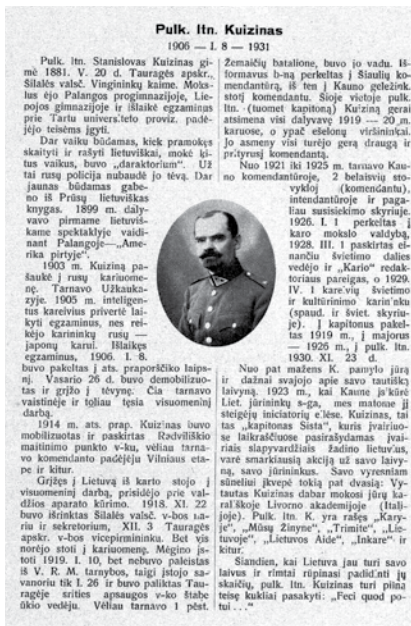 Pulk. ltn. Kuizinas
1906 — I. 8 — 1931
Pulk. ltn. Stanislovas Kuizinas gi-
mė 1881. V. 20 d. Tauragės apskr.,
Šilalės valsč. Vingininkų kaime. Moks-
lus ėjo Palangos progimnazijoje, Lie-
pojos gimnazijoje ir išlaikė egzaminus
prie Tartu universiteto proviz. padė-
jėjo teisėms įgyti.
Dar vaiku būdamas, kiek pramokęs
skaityti ir rašyti lietuviškai, mokė ki-
tus vaikus, buvo „daraktorium“. Už
tai rusų policija nubaudė jo tėvą. Dar
jaunas būdamas gabe-
no iš Prūsų lietuviškas
knygas. 1899 m. daly-
vavo pirmame lietuviš-
kame spektaklyje vaidi-
nant Palangoje—„Ame-
rika pirtyje“.
1903 m. Kuiziną pa-
šaukė į rusų kariuome-
nę. Tarnavo Užkauka-
zyje. 1905 m. inteligen-
tus kareivius privertė lai-
kyti egzaminus, nes rei-
kėjo karininkų rusų —
japonų karui. Išlaikęs
egzaminus, 1906. I. 8.
buvo pakeltas į ats. praporščiko laips-
nį. Vasario 26 d. buvo demobilizuo-
tas ir grįžo į tėvynę. Čia tarnavo
vaistinėje ir toliau tęsia visuomeninį
darbą.
1914 m. ats. prap. Kuizinas buvo
mobilizuotas ir paskirtas Radviliškio
maitinimo punkto v-ku, vėliau tarna-
vo komendanto padėjėju Vilniaus eta-
pe ir kitur.
Grįžęs į Lietuvą iš karto stojo į
visuomeninį darbą, prisidėjo prie val-
džios aparato kūrimo. 1918. XI. 22
buvo išrinktas Šilalės valsč. v-bos na-
riu ir sekretorium, XII. 3 Tauragės
apskr. v-bos vicepirmininku. Bet vis
norėjo stoti į kariuomenę. Mėgino įs-
toti 1919. I. 10, bet nebuvo paleistas
iš V. R. M. tarnybos, taigi įstojo sa-
vanoriu tik I. 26 ir buvo paliktas Tau-
ragėje srities apsaugos v-ko štabe
ūkio vedėju. Vėliau tarnavo 1 pėst.
Žemaičių batalione, buvo jo vadu. Iš-
formavus b-ną perkeltas į Šiaulių ko-
mendantūrą, iš ten į Kauno geležink.
stotį komendantu. Šioje vietoje pulk.
ltn. (tuomet kapitoną) Kuiziną gerai
atsimena visi dalyvavę 1919 — 20 m.
karuose, o ypač ešelonų viršininkai.
Jo asmeny visi turėjo gerą draugą ir
prityrusį komendantą.
Nuo 1921 iki 1925 m. tarnavo Kau-
no komendantūroje, 2 belaisvių sto-
vykloj (komendantu),
intendantūroje ir paga-
liau susisiekimo skyriuje.
1926. I. 1 perkeltas į
karo mokslo valdybą,
1928. III. 1 paskirtas ei-
nančiu švietimo dalies
vedėjo ir „Kario“ redak-
toriaus pareigas, o 1929.
IV. 1 kareivių švietimo
ir kultūrinimo karininku
(spaud. ir šviet. skyriu-
je). Į kapitonus pakel-
tas 1919 m., į majorus
— 1926 m., į pulk. ltn.
1930. XI. 23 d.
Nuo pat mažens K. pamylo jūrą
ir dažnai svajojo apie savo tautišką
laivyną. 1923 m., kai Kaune įsikūrė
Liet. jūrininkų s-ga, mes matome jį
steigėjų iniciatorių eilėse. Kuizinas, tai
tas „kapitonas Sista“, kuris įvairiuo-
se laikraščiuose pasirašydamas įvai-
riais slapyvardžiais žadino lietuvius,
varė smarkiausią akciją už savo laivy-
ną, savo jūrininkus. Savo vyresniam
sūneliui įkvepė tokią pat dvasią: Vy-
tautas Kuizinas dabar mokosi jūrų ka-
rališkoje Livorno akademijoje (Itali-
joje). Pulk. ltn. K. yra rašęs „Kary-
je“, „Mūsų Žinyne“, „Trimite“, „Lie-
tuvoje“, „Lietuvos Aide“, „Inkare“ ir
kitur.
Šiandien, kai Lietuva jau turi savo
laivus ir rimtai rūpinasi padidinti jų
skaičių, pulk. ltn. Kuizinas turi pilną
teisę kukliai pasakyti: „Feci quod po-
tui . . .“